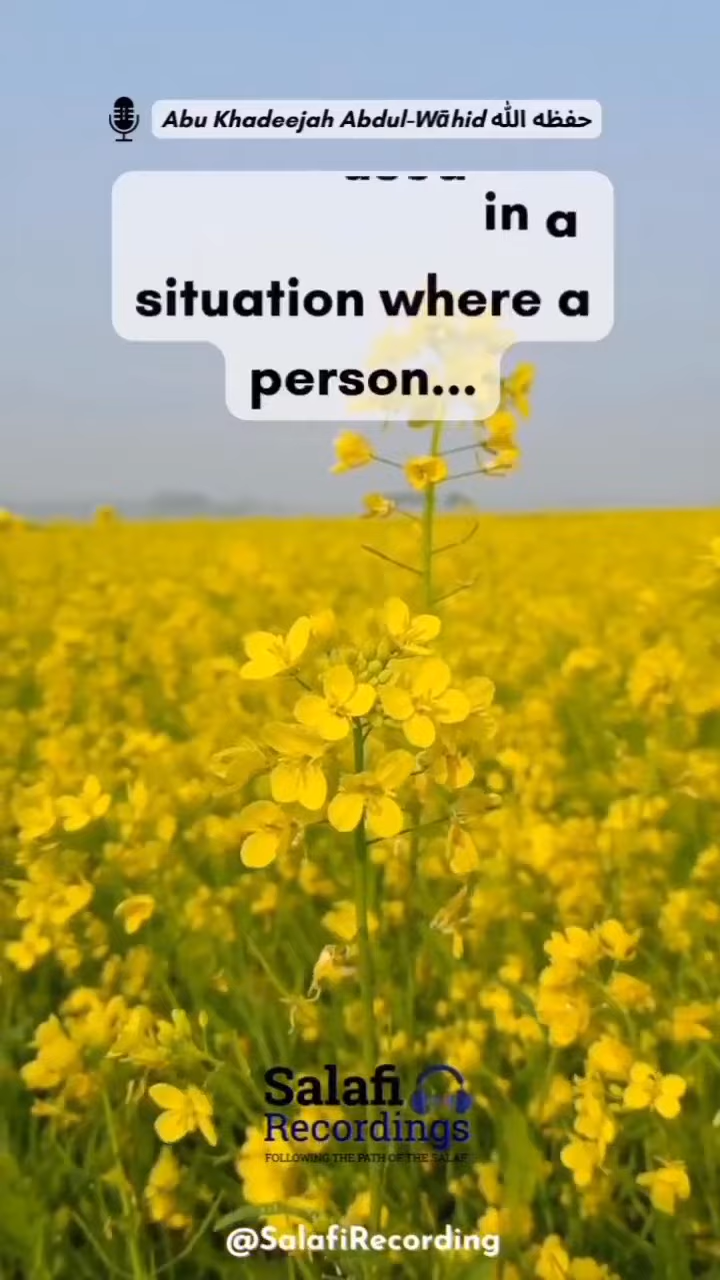 Abu Khadeejah Abdul-Wāhid حفظه الله
in a
situation where a
person...
Salafi
Recordings
FOLLOWING THE PATH OF THE SALAF
@SalafiRecording